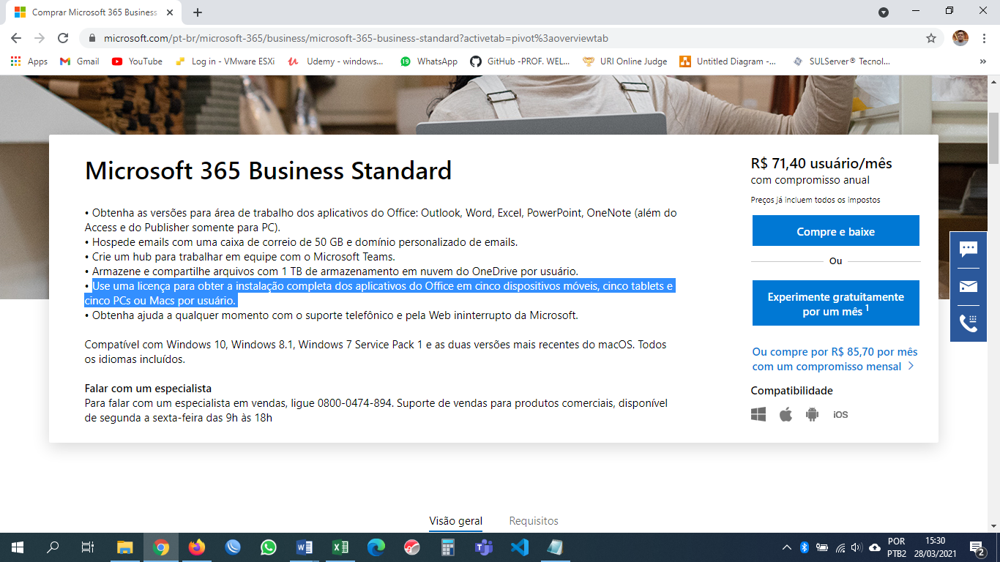 Comprar Microsoft 365 Business
microsoft.com/pt-br/microsoft-365/business/microsoft-365-business-standard?activetab=pivot%3aoverviewtab
Apps
Gmail
YouTube
Log in - VMware ESXi
Udemy - windows...
WhatsApp
GitHub -PROF. WEL...
URI Online Judge
Untitled Diagram -...
SULServer® Tecnol...
»
Microsoft 365 Business Standard
• Obtenha as versões para área de trabalho dos aplicativos do Office: Outlook, Word, Excel, PowerPoint, OneNote (além do
Access e do Publisher somente para PC).
• Hospede emails com uma caixa de correio de 50 GB e domínio personalizado de emails.
• Crie um hub para trabalhar em equipe com o Microsoft Teams.
• Armazene e compartilhe arquivos com 1 TB de armazenamento em nuvem do OneDrive por usuário.
• Use uma licença para obter a instalação completa dos aplicativos do Office em cinco dispositivos móveis, cinco tablets e
cinco PCs ou Macs por usuário.
• Obtenha ajuda a qualquer momento com o suporte telefônico e pela Web ininterrupto da Microsoft.
Compatível com Windows 10, Windows 8.1, Windows 7 Service Pack 1 e as duas versões mais recentes do macOS. Todos
os idiomas incluídos.
Falar com um especialista
Para falar com um especialista em vendas, ligue 0800-0474-894. Suporte de vendas para produtos comerciais, disponível
de segunda a sexta-feira das 9h às 18h
R$ 71,40 usuário/mês
com compromisso anual
Preços já incluem todos os impostos
Compre e baixe
Ou
Experimente gratuitamente
por um mês 1
Ou compre por R$ 85,70 por mês
com um compromisso mensal
Compatibilidade
iOS
Visão geral
Requisitos
POR
PTB2
15:30
28/03/2021
2